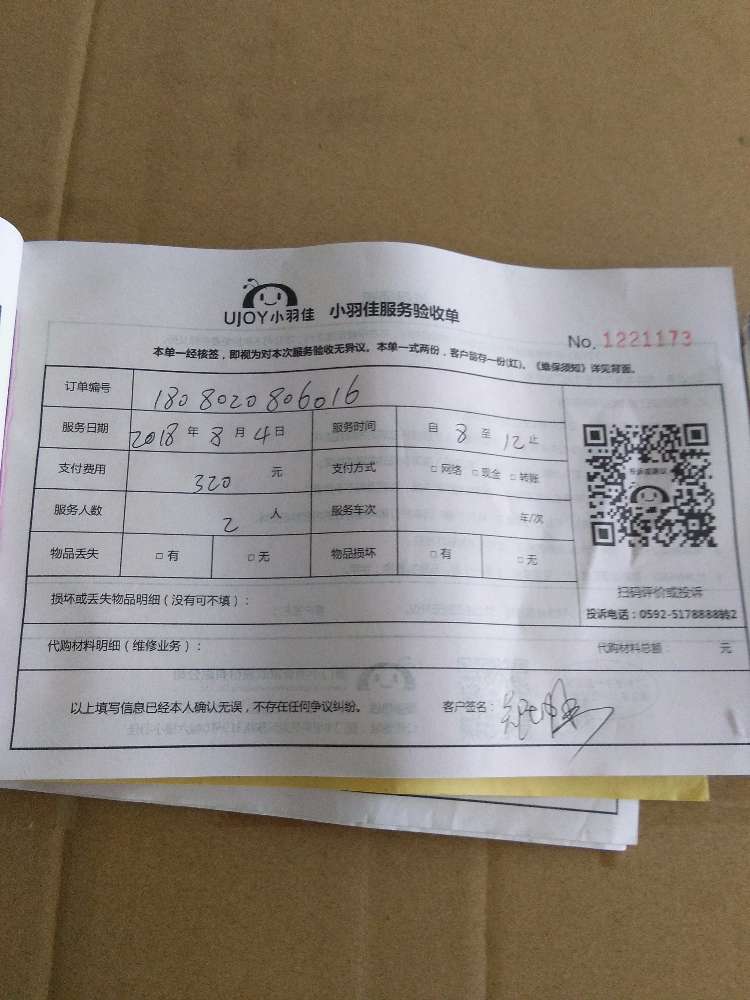 UJOY小羽佳 小羽佳服务验收单
No. 1221173
本单一经核签，即视为对本次服务验收无异议。本单一式两份，客户留存一份(红)。《维保须知》详见背面。
订单编号 180802080 6016
服务日期 2018 年 8 月 4 日 服务时间 自 8 至 12 止
支付费用 320 元 支付方式 □ 网络 □ 现金 □ 转账
服务人数 2 人 服务车次 车/次
物品丢失 □ 有 □ 无 物品损坏 □ 有 □ 无
投诉或建议
扫码评价或投诉
投诉电话：0592-5178888转2
损坏或丢失物品明细（没有可不填）：
代购材料明细（维修业务）： 代购材料总额： 元
以上填写信息已经本人确认无误，不存在任何争议纠纷。 客户签名：